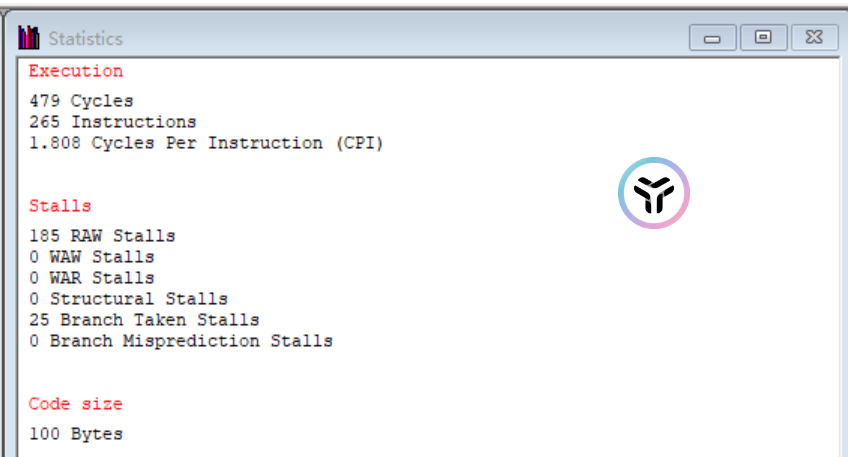 Statistics
Execution
479 Cycles
265 Instructions
1.808 Cycles Per Instruction (CPI)
Stalls
185 RAW Stalls
0 WAW Stalls
0 WAR Stalls
0 Structural Stalls
25 Branch Taken Stalls
0 Branch Misprediction Stalls
Code size
100 Bytes